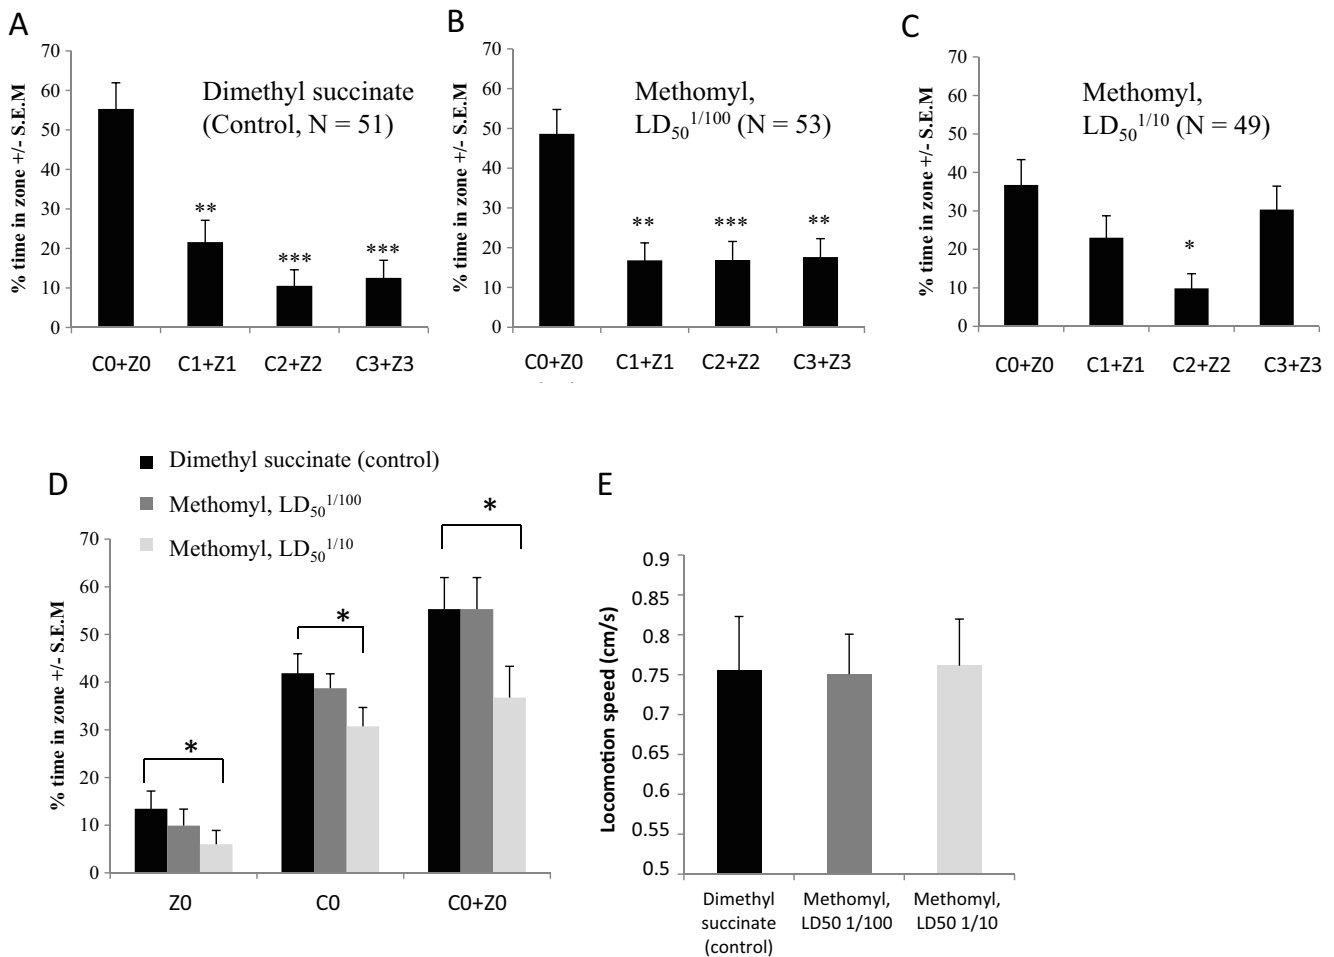 A
% time in zone +/- S.E.M
70
60
50
40
30
20
10
0
Dimethyl succinate
(Control, N = 51)
**
***
***
C0+Z0 C1+Z1 C2+Z2 C3+Z3
B
% time in zone +/- S.E.M
70
60
50
40
30
20
10
0
Methomyl,
LD50 1/100 (N = 53)
**
***
**
C0+Z0 C1+Z1 C2+Z2 C3+Z3
C
% time in zone +/- S.E.M
70
60
50
40
30
20
10
0
Methomyl,
LD50 1/10 (N = 49)
*
C0+Z0 C1+Z1 C2+Z2 C3+Z3
D
Dimethyl succinate (control)
Methomyl, LD50 1/100
Methomyl, LD50 1/10
% time in zone +/- S.E.M
70
60
50
40
30
20
10
0
*
*
*
Z0 C0 C0+Z0
E
Locomotion speed (cm/s)
0.9
0.85
0.8
0.75
0.7
0.65
0.6
0.55
0.5
Dimethyl
succinate
(control)
Methomyl,
LD50 1/100
Methomyl,
LD50 1/10